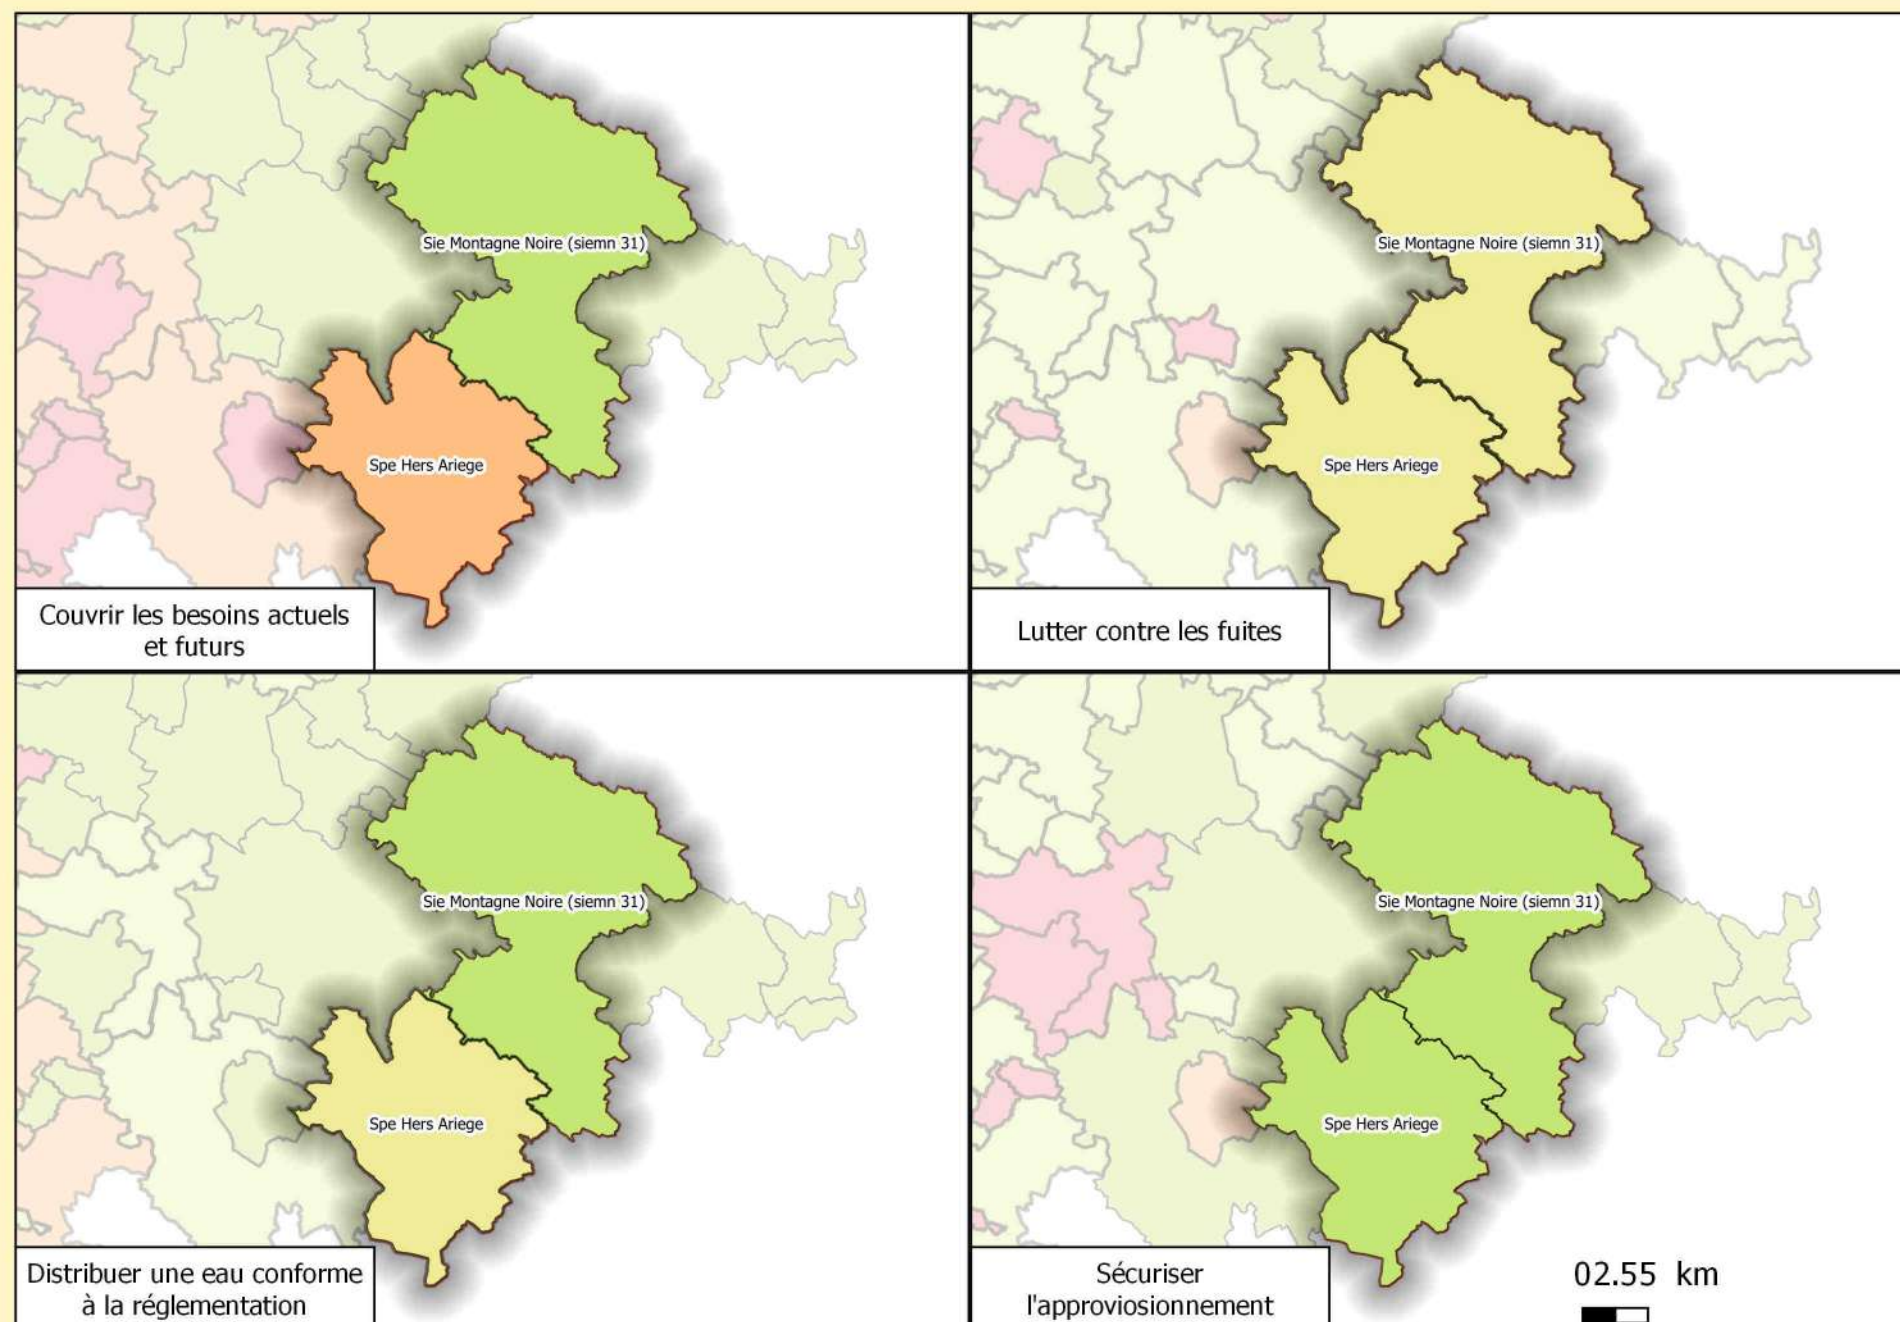 Sie Montagne Noire (siemn 31)
Spe Hers Ariege
Couvrir les besoins actuels
et futurs
Sie Montagne Noire (siemn 31)
Spe Hers Ariege
Lutter contre les fuites
Sie Montagne Noire (siemn 31)
Spe Hers Ariege
Distribuer une eau conforme
à la réglementation
Sie Montagne Noire (siemn 31)
Spe Hers Ariege
Sécuriser
l'approviosionnement
02.55 km